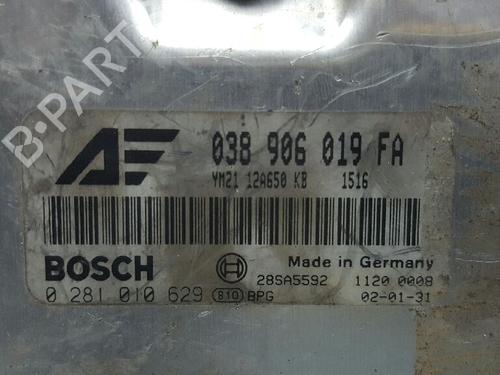 B-PARTS
AE 038 906 019 FA
YM21 12A650 KB 1516
BOSCH Made in Germany
28SA5592 1120 0008
0 281 010 629 810 BPG 02-01-31